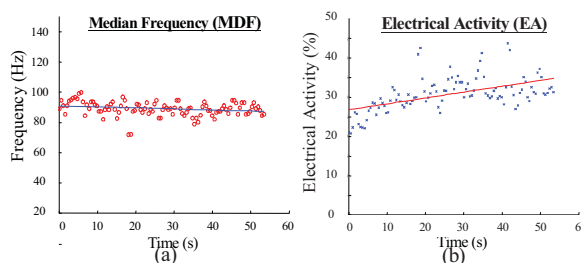 Median Frequency (MDF)
140
120
100
80
60
40
20
Frequency (Hz)
0 10 20 30 40 50 60
Time (s)
-
(a)
Electrical Activity (EA)
50
40
30
20
10
0
Electrical Activity (%)
0 10 20 30 40 50 6
Time (s)
(b)